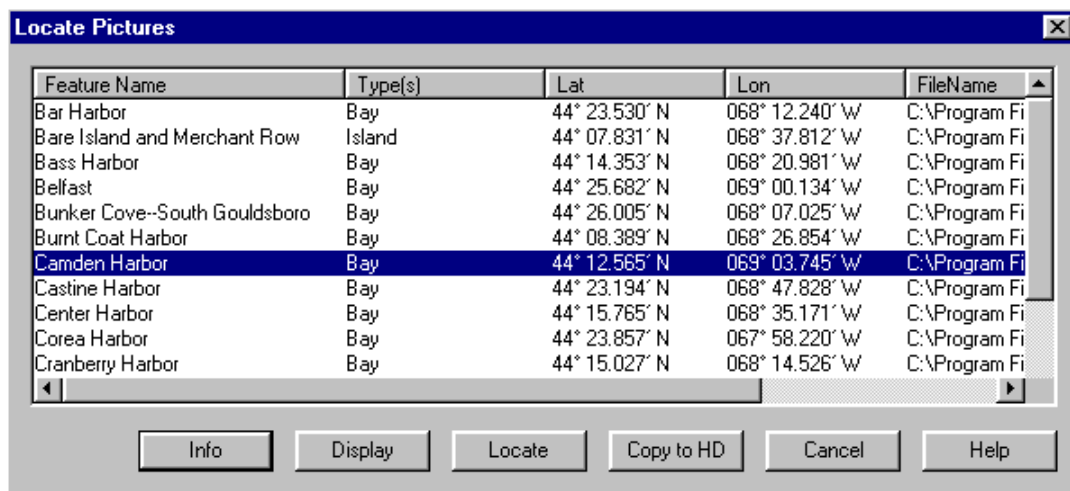 Locate Pictures
Feature Name Type(s) Lat Lon FileName
Bar Harbor Bay 44° 23.530´ N 068° 12.240´ W C:\Program Fi
Bare Island and Merchant Row Island 44° 07.831´ N 068° 37.812´ W C:\Program Fi
Bass Harbor Bay 44° 14.353´ N 068° 20.981´ W C:\Program Fi
Belfast Bay 44° 25.682´ N 069° 00.134´ W C:\Program Fi
Bunker Cove--South Gouldsboro Bay 44° 26.005´ N 068° 07.025´ W C:\Program Fi
Burnt Coat Harbor Bay 44° 08.389´ N 068° 26.854´ W C:\Program Fi
Camden Harbor Bay 44° 12.565´ N 069° 03.745´ W C:\Program Fi
Castine Harbor Bay 44° 23.194´ N 068° 47.828´ W C:\Program Fi
Center Harbor Bay 44° 15.765´ N 068° 35.171´ W C:\Program Fi
Corea Harbor Bay 44° 23.857´ N 067° 58.220´ W C:\Program Fi
Cranberry Harbor Bay 44° 15.027´ N 068° 14.526´ W C:\Program Fi
Info Display Locate Copy to HD Cancel Help